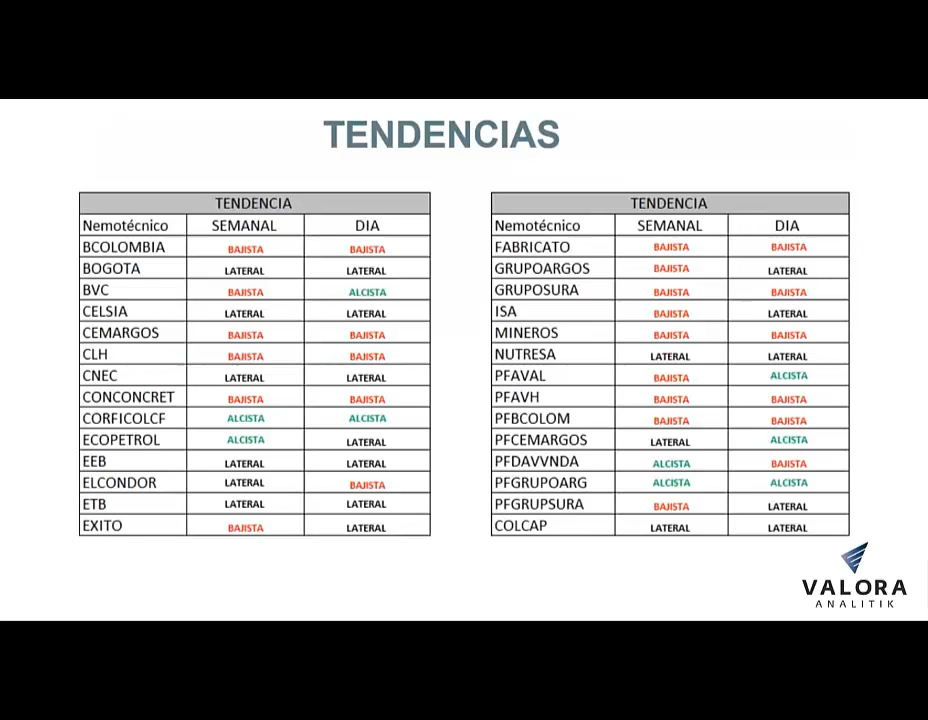 TENDENCIAS
TENDENCIA
Nemotécnico SEMANAL DIA
BCOLOMBIA BAJISTA BAJISTA
BOGOTA LATERAL LATERAL
BVC BAJISTA ALCISTA
CELSIA LATERAL LATERAL
CEMARGOS BAJISTA BAJISTA
CLH BAJISTA BAJISTA
CNEC LATERAL LATERAL
CONCONCRET BAJISTA BAJISTA
CORFICOLCF ALCISTA ALCISTA
ECOPETROL ALCISTA LATERAL
EEB LATERAL LATERAL
ELCONDOR LATERAL BAJISTA
ETB LATERAL LATERAL
EXITO BAJISTA LATERAL
TENDENCIA
Nemotécnico SEMANAL DIA
FABRICATO BAJISTA BAJISTA
GRUPOARGOS BAJISTA LATERAL
GRUPOSURA BAJISTA BAJISTA
ISA BAJISTA LATERAL
MINEROS BAJISTA BAJISTA
NUTRESA LATERAL LATERAL
PFAVAL BAJISTA ALCISTA
PFAVH BAJISTA BAJISTA
PFBCOLOM BAJISTA BAJISTA
PFCEMARGOS LATERAL ALCISTA
PFDAVVNDA ALCISTA BAJISTA
PFGRUPOARG ALCISTA ALCISTA
PFGRUPSURA BAJISTA LATERAL
COLCAP LATERAL LATERAL
VALORA
ANALITIK